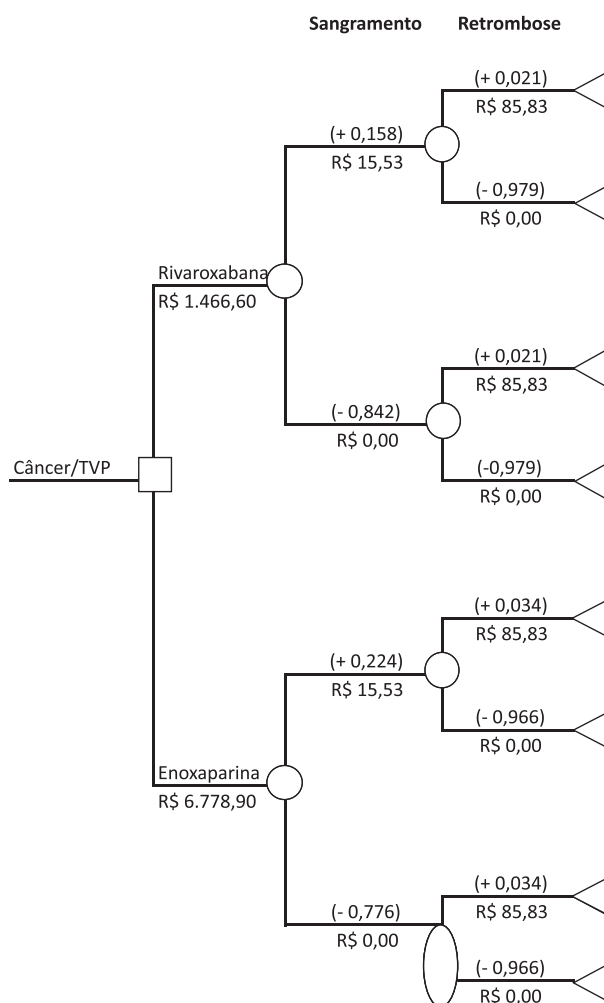 Sangramento Retrombose
(+ 0,021)
R$ 85,83
(+ 0,158)
R$ 15,53
(- 0,979)
R$ 0,00
Rivaroxabana
R$ 1.466,60
(+ 0,021)
R$ 85,83
(- 0,842)
R$ 0,00
(-0,979)
R$ 0,00
Câncer/TVP
(+ 0,034)
R$ 85,83
(+ 0,224)
R$ 15,53
(- 0,966)
R$ 0,00
Enoxaparina
R$ 6.778,90
(+ 0,034)
R$ 85,83
(- 0,776)
R$ 0,00
(- 0,966)
R$ 0,00